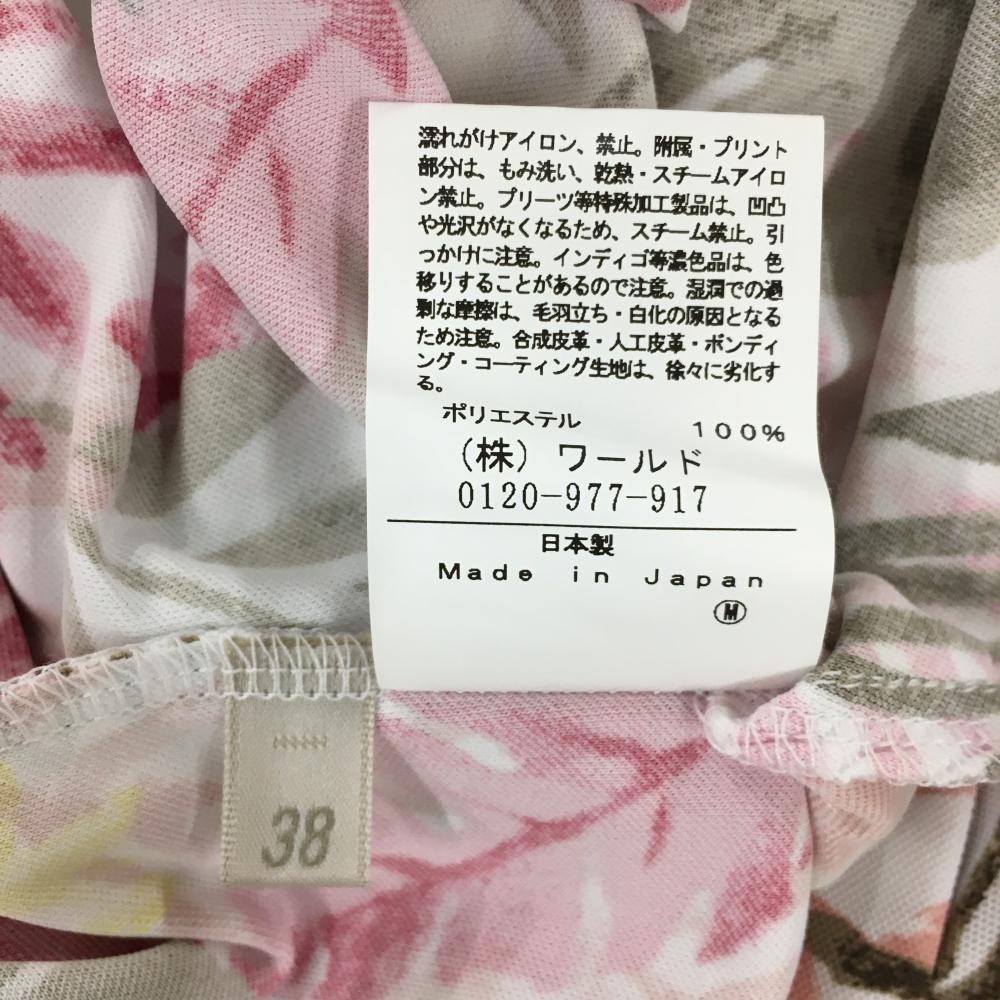 濡れがけアイロン、禁止。附属・プリント
部分は、もみ洗い、乾熱・スチームアイロ
ン禁止。プリーツ等特殊加工製品は、凹凸
や光沢がなくなるため、スチーム禁止。引
っかけに注意。インディゴ等濃色品は、色
移りすることがあるので注意。湿潤での過
剰な摩擦は、毛羽立ち・白化の原因となる
ため注意。合成皮革・人工皮革・ボンディ
ング・コーティング生地は、徐々に劣化す
る。
ポリエステル 100%
(株)ワールド
0120-977-917
日本製
Made in Japan
Ⓜ
38